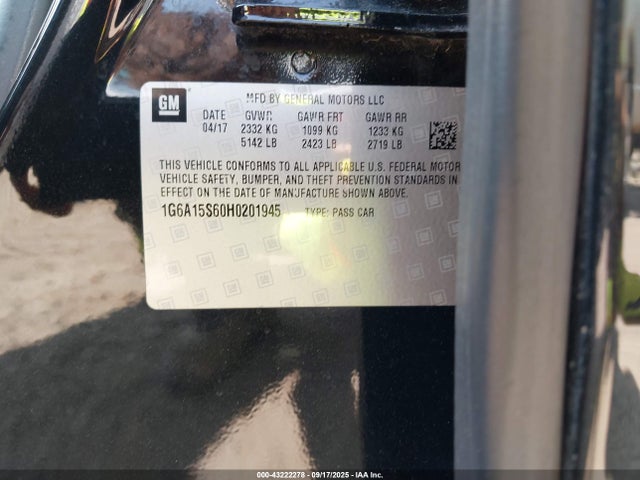 GM
MFD BY GENERAL MOTORS LLC
DATE GVWR GAWR FRT GAWR RR
04/17 2332 KG 1099 KG 1233 KG
5142 LB 2423 LB 2719 LB
THIS VEHICLE CONFORMS TO ALL APPLICABLE U.S. FEDERAL MOTOR
VEHICLE SAFETY, BUMPER, AND THEFT PREVENTION STANDARDS IN
EFFECT ON THE DATE OF MANUFACTURE SHOWN ABOVE.
1G6A15S60H0201945 TYPE: PASS CAR
000-43222278 - 09/17/2025 - IAA Inc.